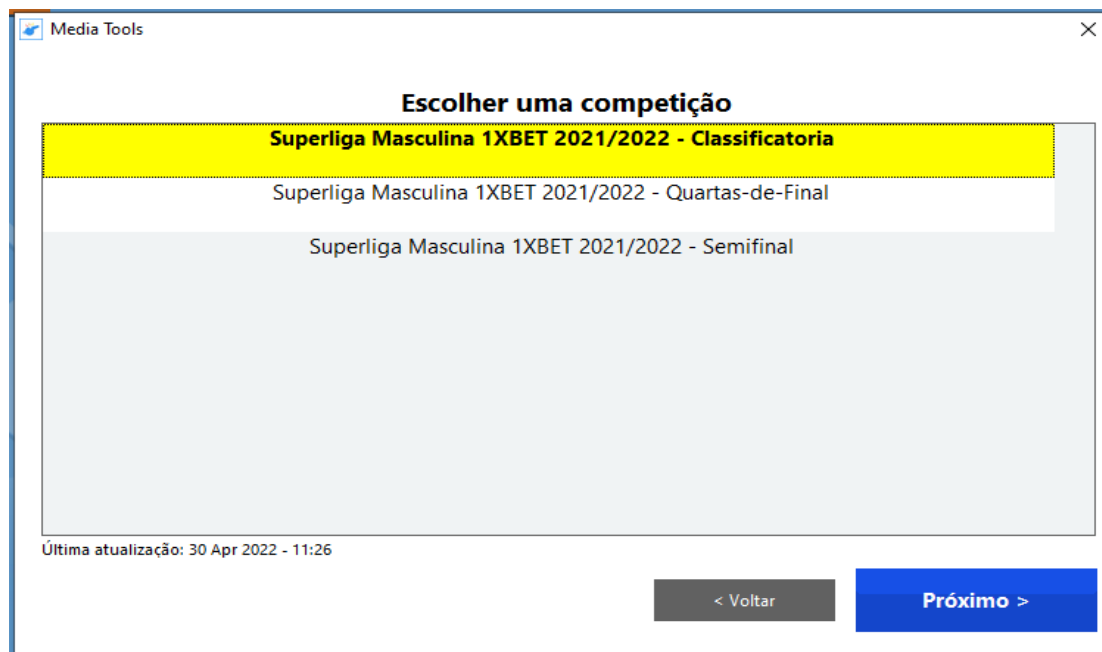 Media Tools
Escolher uma competição
Superliga Masculina 1XBET 2021/2022 - Classificatoria
Superliga Masculina 1XBET 2021/2022 - Quartas-de-Final
Superliga Masculina 1XBET 2021/2022 - Semifinal
Última atualização: 30 Apr 2022 - 11:26
< Voltar
Próximo >